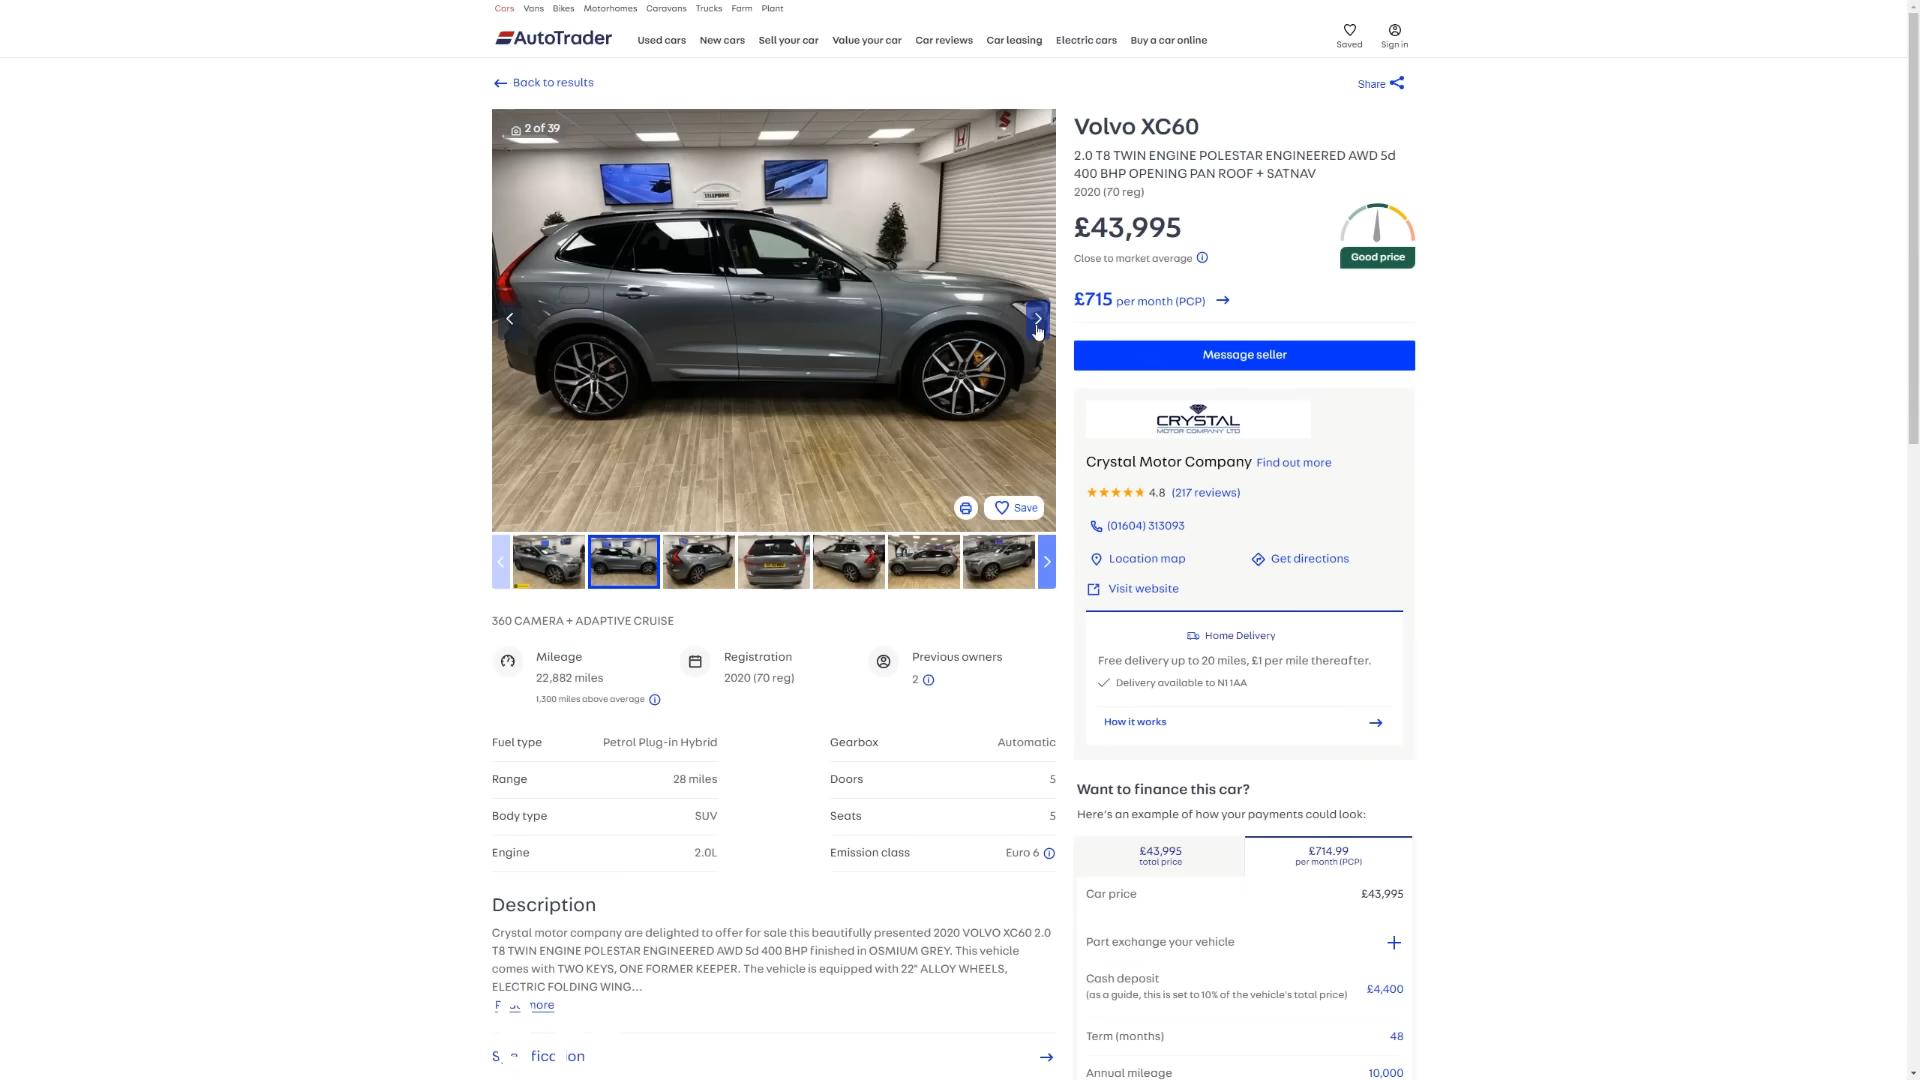 Cars Vans Bikes Motorhomes Caravans Trucks Farm Plant
AutoTrader
Used cars New cars Sell your car Value your car Car reviews Car leasing Electric cars Buy a car online
Saved
Sign in
Back to results
Share
2 of 39
TELEPHONE
Save
Volvo XC60
2.0 T8 TWIN ENGINE POLESTAR ENGINEERED AWD 5d
400 BHP OPENING PAN ROOF + SATNAV
2020 (70 reg)
£43,995
Close to market average
Good price
£715 per month (PCP)
Message seller
CRYSTAL
MOTOR COMPANY LTD
Crystal Motor Company Find out more
4.8 (217 reviews)
(01604) 313093
Location map
Get directions
Visit website
Home Delivery
Free delivery up to 20 miles, £1 per mile thereafter.
Delivery available to N1 1AA
How it works
360 CAMERA + ADAPTIVE CRUISE
Mileage
22,882 miles
1,300 miles above average
Registration
2020 (70 reg)
Previous owners
2
Fuel type Petrol Plug-in Hybrid
Gearbox Automatic
Range 28 miles
Doors 5
Body type SUV
Seats 5
Engine 2.0L
Emission class Euro 6
Description
Crystal motor company are delighted to offer for sale this beautifully presented 2020 VOLVO XC60 2.0
T8 TWIN ENGINE POLESTAR ENGINEERED AWD 5d 400 BHP finished in OSMIUM GREY. This vehicle
comes with TWO KEYS, ONE FORMER KEEPER. The vehicle is equipped with 22" ALLOY WHEELS,
ELECTRIC FOLDING WING...
more
Want to finance this car?
Here's an example of how your payments could look:
£43,995
total price
£714.99
per month (PCP)
Car price £43,995
Part exchange your vehicle
Cash deposit
(as a guide, this is set to 10% of the vehicle's total price) £4,400
Term (months) 48
Annual mileage 10,000